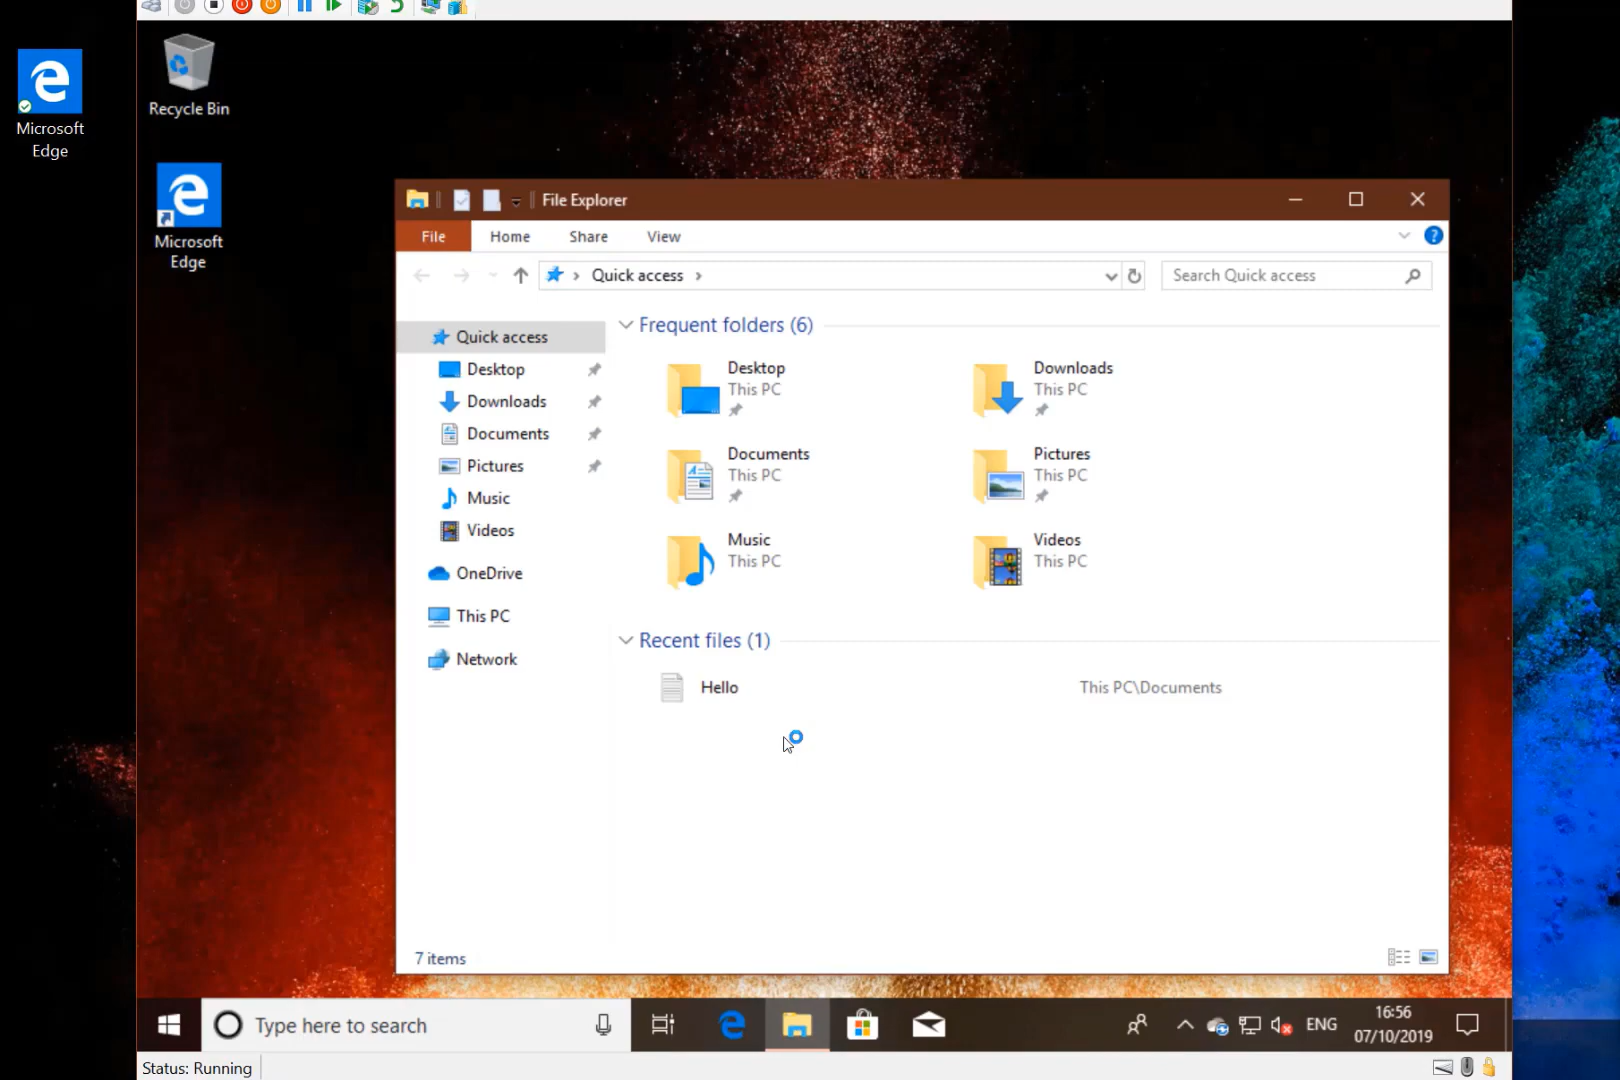 Microsoft
Edge
Recycle Bin
Microsoft
Edge
File Explorer
File
Home
Share
View
?
Quick access
Search Quick access
Quick access
Desktop
Downloads
Documents
Pictures
Music
Videos
OneDrive
This PC
Network
Frequent folders (6)
Desktop
This PC
Downloads
This PC
Documents
This PC
Pictures
This PC
Music
This PC
Videos
This PC
Recent files (1)
Hello
This PC\Documents
7 items
Type here to search
ENG
16:56
07/10/2019
Status: Running